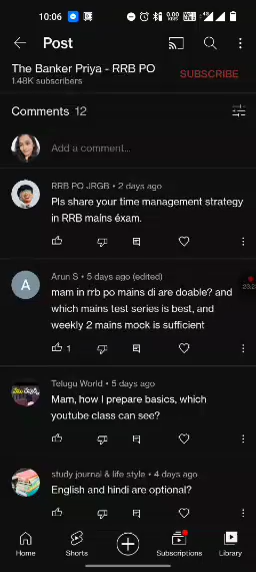 10:06
Post
The Banker Priya - RRB PO
1.48K subscribers
SUBSCRIBE
Comments 12
Add a comment...
RRB PO JRGB • 2 days ago
Pls share your time management strategy
in RRB mains éxam.
Arun S • 5 days ago (edited)
A
mam in rrb po mains di are doable? and
which mains test series is best, and
weekly 2 mains mock is sufficient
1
Telugu World • 5 days ago
Mam, how I prepare basics, which
youtube class can see?
study journal & life style • 4 days ago
English and hindi are optional?
Home
Shorts
Subscriptions
Library